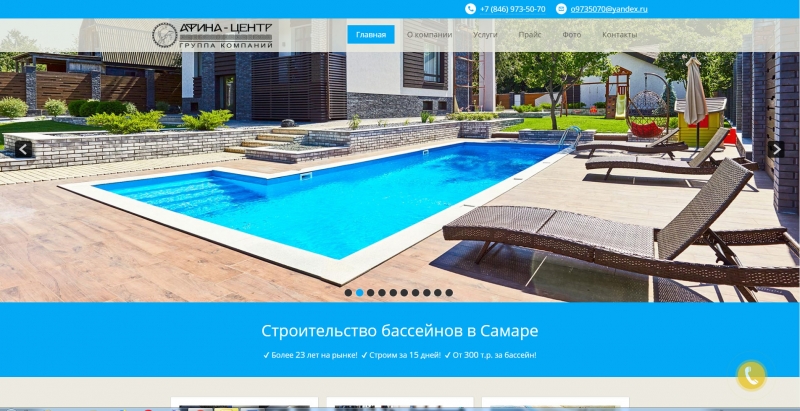 +7 (846) 973-50-70 o9735070@yandex.ru
АФИНА - ЦЕНТР
ГРУППА КОМПАНИЙ
Главная О компании Услуги Прайс Фото Контакты
Строительство бассейнов в Самаре
✓ Более 23 лет на рынке! ✓ Строим за 15 дней! ✓ От 300 т.р. за бассейн!